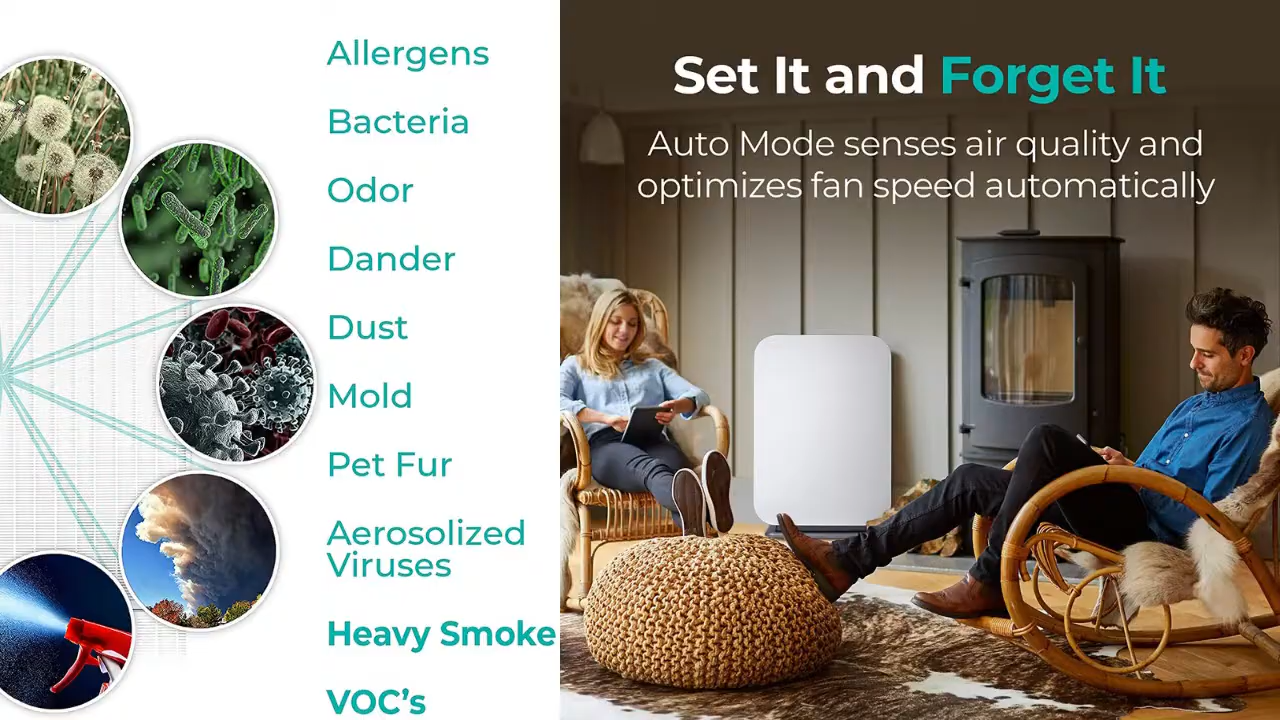 Allergens
Bacteria
Odor
Dander
Dust
Mold
Pet Fur
Aerosolized
Viruses
Heavy Smoke
VOC’s
Set It and Forget It
Auto Mode senses air quality and
optimizes fan speed automatically